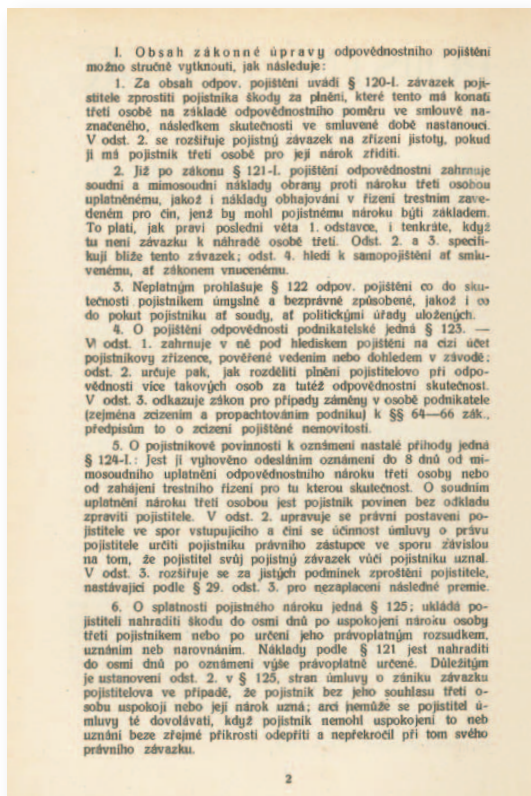 I. Obsah zákonné úpravy odpovědnostního pojištění
možno stručně vytknouti, jak následuje:
1. Za obsah odpov. pojištění uvádí § 120-I. závazek poji-
stitele zprostiti pojistníka škody za plnění, které tento má konati
třetí osobě na základě odpovědnostního poměru ve smlouvě na-
značeného, následkem skutečnosti ve smluvené době nastanoucí.
V odst. 2. se rozšiřuje pojistný závazek na zřízení jistoty, pokud
ji má pojistník třetí osobě pro její nárok zříditi.
2. Již po zákonu § 121-I. pojištění odpovědnostní zahrnuje
soudní a mimosoudní náklady obrany proti nároku třetí osobou
uplatněnému, jakož i náklady obhajování v řízení trestním zave-
deném pro čin, jenž by mohl pojistnému nároku býti základem.
To platí, jak praví poslední věta 1. odstavce, i tenkráte, když
tu není závazku k náhradě osobě třetí. Odst. 2. a 3. specifi-
kují blíže tento závazek; odst. 4. hledí k samopojištění ať smlu-
venému, ať zákonem vnucenému.
3. Neplatným prohlašuje § 122 odpov. pojištění co do sku-
tečnosti pojistníkem úmyslně a bezprávně způsobené, jakož i co
do pokut pojistníku ať soudy, ať politickými úřady uložených.
4. O pojištění odpovědnosti podnikatelské jedná § 123. —
V odst. 1. zahrnuje v ně pod hlediskem pojištění na cizí účet
pojistníkovy zřízence, pověřené vedením nebo dohledem v závodě;
odst. 2. určuje pak, jak rozděliti plnění pojistitelovo při odpo-
vědnosti více takových osob za tutéž odpovědnostní skutečnost.
V odst. 3. odkazuje zákon pro případy záměny v osobě podnikatele
(zejména zcizením a propachtováním podniku) k §§ 64—66 zák.,
předpisům to o zcizení pojištěné nemovitosti.
5. O pojistníkově povinnosti k oznámení nastalé příhody jedná
§ 124-I.: Jest jí vyhověno odesláním oznámení do 8 dnů od mi-
mosoudního uplatnění odpovědnostního nároku třetí osoby nebo
od zahájení trestního řízení pro tu kterou skutečnost. O soudním
uplatnění nároku třetí osobou jest pojistník povinen bez odkladu
zpraviti pojistitele. V odst. 2. upravuje se právní postavení po-
jistitele ve spor vstupujícího a činí se účinnost úmluvy o právu
pojistitele určiti pojistníku právního zástupce ve sporu závislou
na tom, že pojistitel svůj pojistný závazek vůči pojistníku uznal.
V odst. 3. rozšiřuje se za jistých podmínek zproštění pojistitele,
nastávající podle § 29. odst. 3. pro nezaplacení následné premie.
6. O splatnosti pojistného nároku jedná § 125; ukládá po-
jistiteli nahraditi škodu do osmi dnů po uspokojení nároku osoby
třetí pojistníkem nebo po určení jeho právoplatným rozsudkem,
uznáním neb narovnáním. Náklady podle § 121 jest nahraditi
do osmi dnů po oznámení výše právoplatně určené. Důležitým
je ustanovení odst. 2. v § 125, stran úmluvy o zániku závazku
pojistitelova ve případě, že pojistník bez jeho souhlasu třetí o-
sobu uspokojí nebo její nárok uzná; arci nemůže se pojistitel ú-
mluvy té dovolávati, když pojistník nemohl uspokojení to neb
uznání beze zřejmé příkrosti odepříti a nepřekročil při tom svého
právního závazku.
2